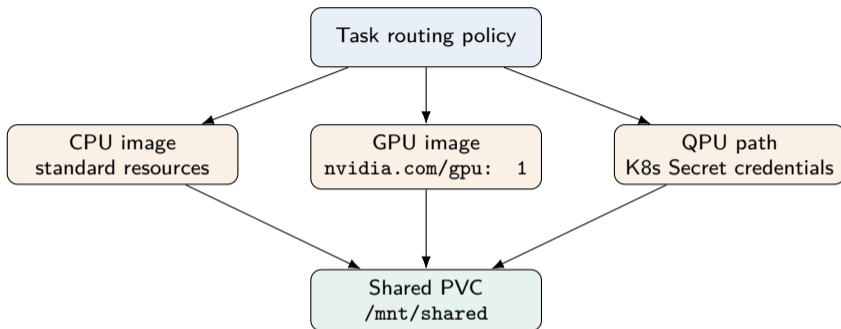 Task routing policy
CPU image
standard resources
GPU image
nvidia.com/gpu: 1
QPU path
K8s Secret credentials
Shared PVC
/mnt/shared